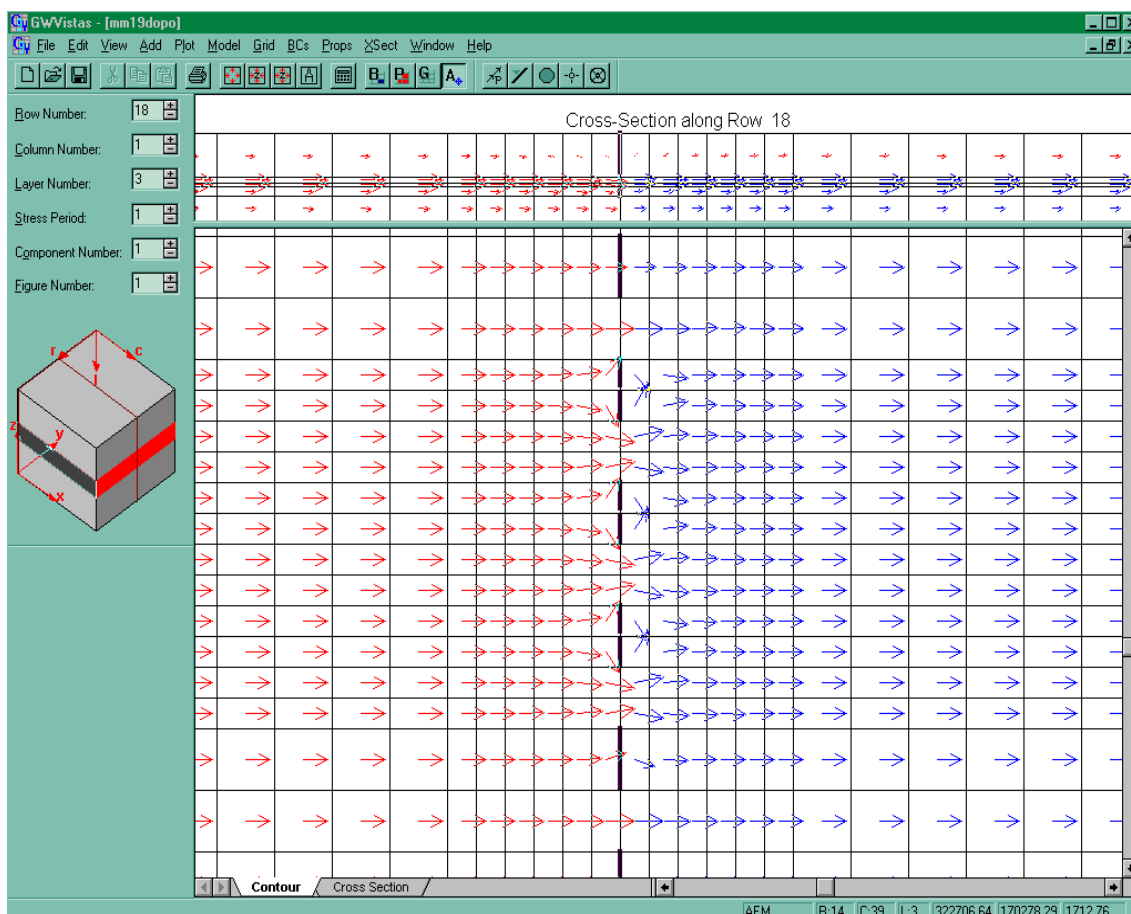 GWVistas - [mm19dopo]
File Edit View Add Plot Model Grid BCs Props XSect Window Help
Row Number: 18
Column Number: 1
Layer Number: 3
Stress Period: 1
Component Number: 1
Figure Number: 1
Cross-Section along Row 18
r c
z y
x
Contour Cross Section
R:14 C:39 L:3 322706.64 170278.29 1712.76